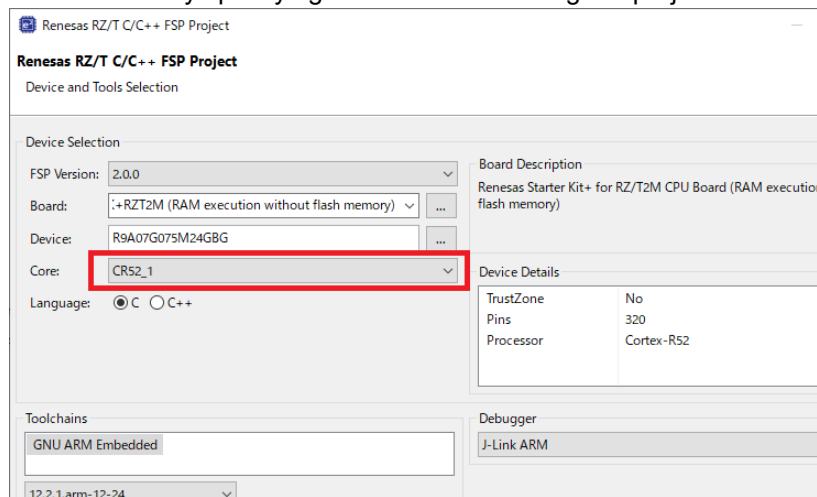 Renesas RZ/T C/C++ FSP Project
Renesas RZ/T C/C++ FSP Project
Device and Tools Selection
Device Selection
FSP Version: 2.0.0
Board: :+RZT2M (RAM execution without flash memory) ...
Device: R9A07G075M24GBG ...
Core: CR52_1
Language: C C++
Board Description
Renesas Starter Kit+ for RZ/T2M CPU Board (RAM execution
flash memory)
Device Details
TrustZone No
Pins 320
Processor Cortex-R52
Toolchains
GNU ARM Embedded
12.2.1.arm-12-24
Debugger
J-Link ARM